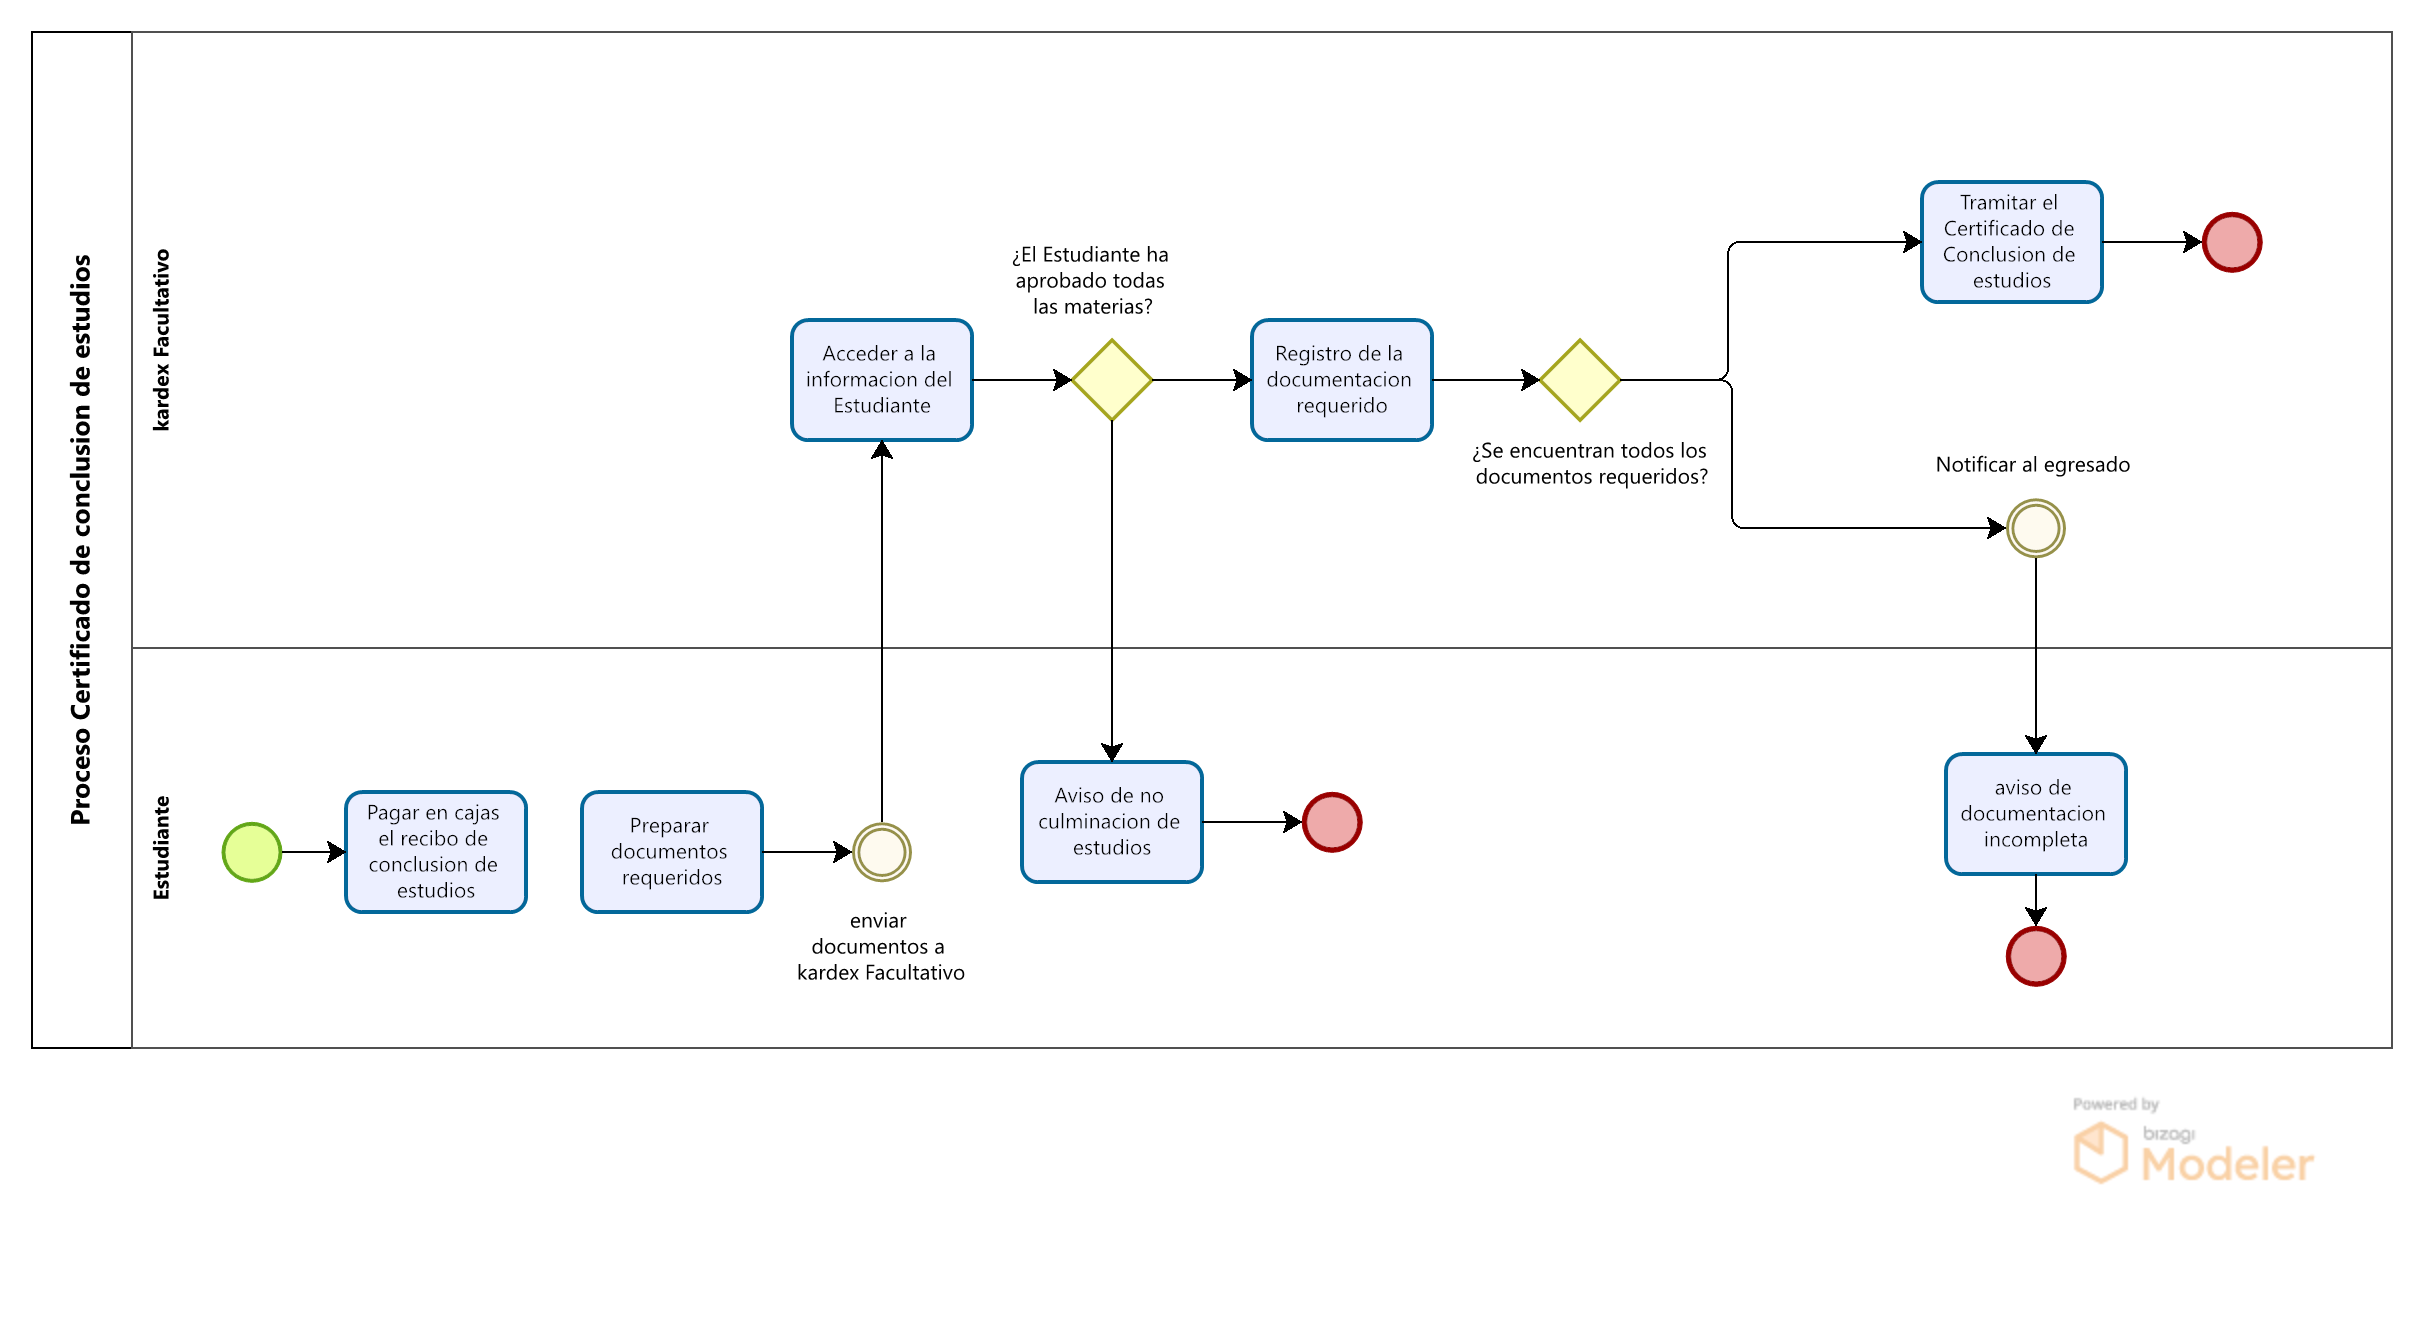 Proceso Certificado de conclusion de estudios
kardex Facultativo
Estudiante
Pagar en cajas
el recibo de
conclusion de
estudios
Preparar
documentos
requeridos
enviar
documentos a
kardex Facultativo
Acceder a la
informacion del
Estudiante
¿El Estudiante ha
aprobado todas
las materias?
Aviso de no
culminacion de
estudios
Registro de la
documentacion
requerido
¿Se encuentran todos los
documentos requeridos?
Tramitar el
Certificado de
Conclusion de
estudios
Notificar al egresado
aviso de
documentacion
incompleta
Powered by
bizagi
Modeler